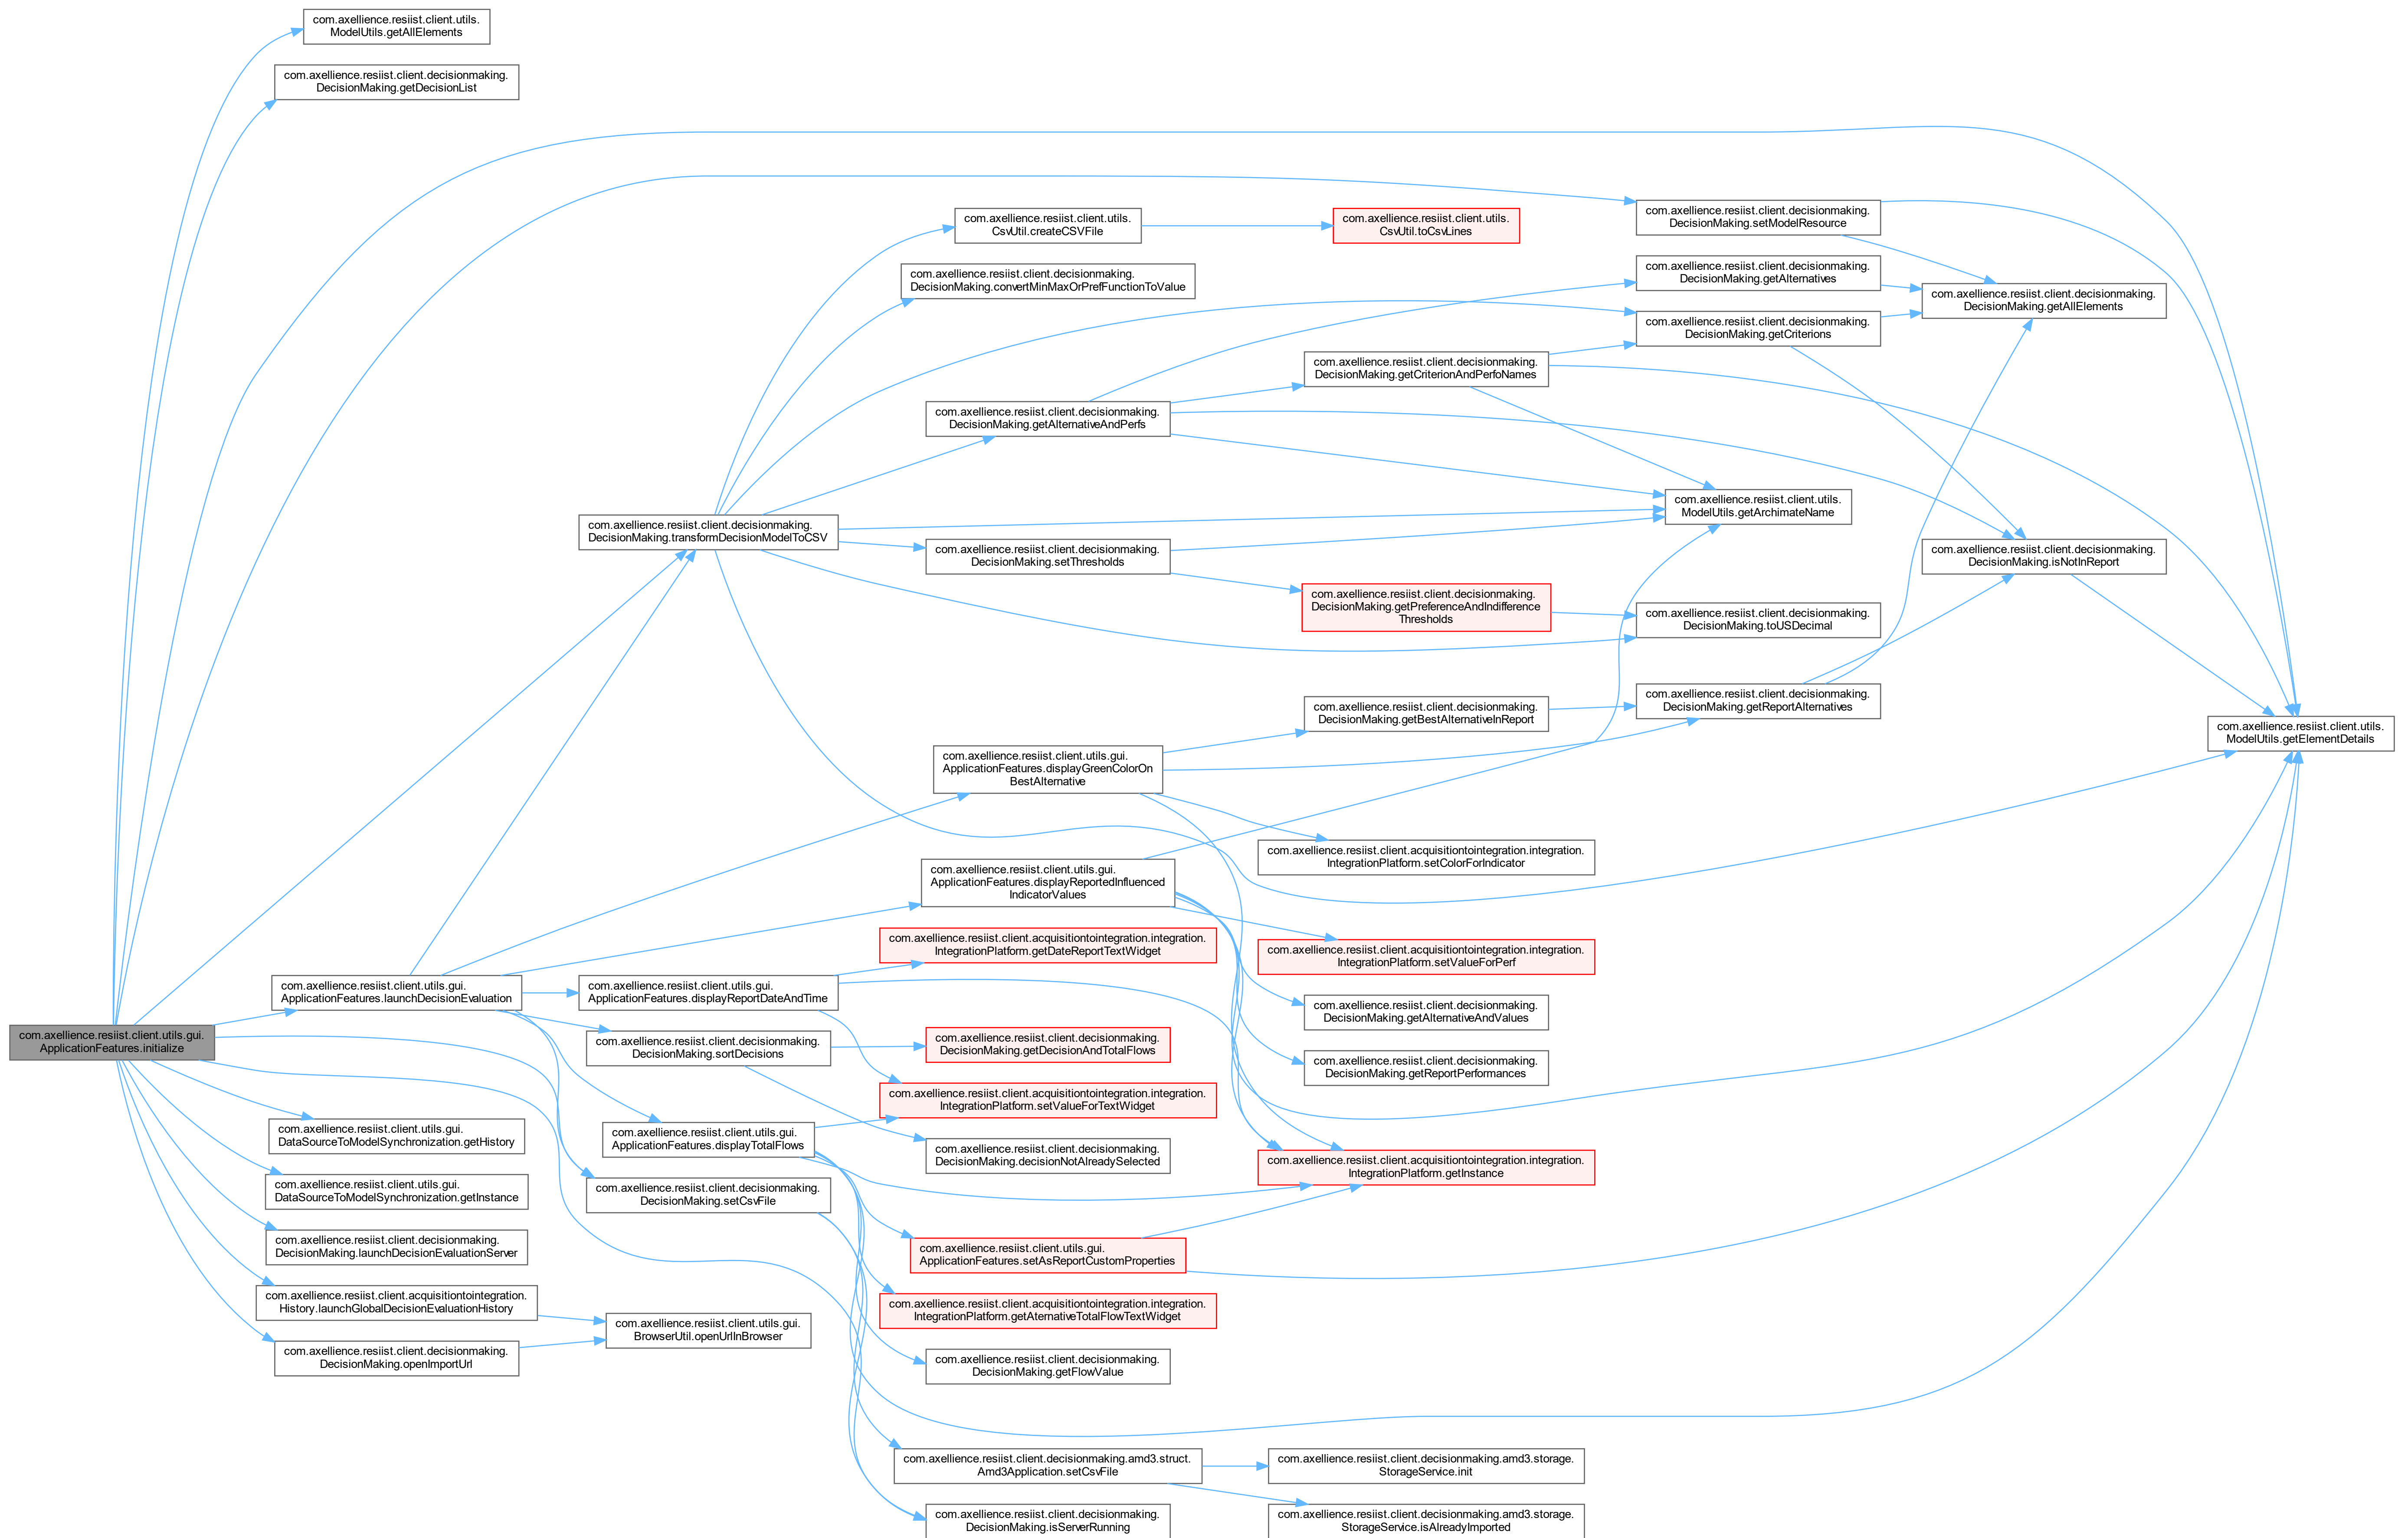 com.axellience.resiist.client.utils.
ModelUtils.getAllElements
com.axellience.resiist.client.decisionmaking.
DecisionMaking.getDecisionList
com.axellience.resiist.client.utils.
CsvUtil.createCSVFile
com.axellience.resiist.client.utils.
CsvUtil.toCsvLines
com.axellience.resiist.client.decisionmaking.
DecisionMaking.setModelResource
com.axellience.resiist.client.decisionmaking.
DecisionMaking.convertMinMaxOrPrefFunctionToValue
com.axellience.resiist.client.decisionmaking.
DecisionMaking.getAlternatives
com.axellience.resiist.client.decisionmaking.
DecisionMaking.getAllElements
com.axellience.resiist.client.decisionmaking.
DecisionMaking.getCriterions
com.axellience.resiist.client.decisionmaking.
DecisionMaking.getCriterionAndPerfoNames
com.axellience.resiist.client.decisionmaking.
DecisionMaking.getAlternativeAndPerfs
com.axellience.resiist.client.utils.
ModelUtils.getArchimateName
com.axellience.resiist.client.decisionmaking.
DecisionMaking.transformDecisionModelToCSV
com.axellience.resiist.client.decisionmaking.
DecisionMaking.setThresholds
com.axellience.resiist.client.decisionmaking.
DecisionMaking.isNotInReport
com.axellience.resiist.client.decisionmaking.
DecisionMaking.getPreferenceAndIndifference
Thresholds
com.axellience.resiist.client.decisionmaking.
DecisionMaking.toUSDecimal
com.axellience.resiist.client.decisionmaking.
DecisionMaking.getReportAlternatives
com.axellience.resiist.client.decisionmaking.
DecisionMaking.getBestAlternativeInReport
com.axellience.resiist.client.utils.
ModelUtils.getElementDetails
com.axellience.resiist.client.utils.gui.
ApplicationFeatures.displayGreenColorOn
BestAlternative
com.axellience.resiist.client.acquisitiontointegration.integration.
IntegrationPlatform.setColorForIndicator
com.axellience.resiist.client.utils.gui.
ApplicationFeatures.displayReportedInfluenced
IndicatorValues
com.axellience.resiist.client.acquisitiontointegration.integration.
IntegrationPlatform.getDateReportTextWidget
com.axellience.resiist.client.acquisitiontointegration.integration.
IntegrationPlatform.setValueForPerf
com.axellience.resiist.client.utils.gui.
ApplicationFeatures.launchDecisionEvaluation
com.axellience.resiist.client.utils.gui.
ApplicationFeatures.displayReportDateAndTime
com.axellience.resiist.client.decisionmaking.
DecisionMaking.getAlternativeAndValues
com.axellience.resiist.client.utils.gui.
ApplicationFeatures.initialize
com.axellience.resiist.client.decisionmaking.
DecisionMaking.sortDecisions
com.axellience.resiist.client.decisionmaking.
DecisionMaking.getDecisionAndTotalFlows
com.axellience.resiist.client.decisionmaking.
DecisionMaking.getReportPerformances
com.axellience.resiist.client.acquisitiontointegration.integration.
IntegrationPlatform.setValueForTextWidget
com.axellience.resiist.client.utils.gui.
DataSourceToModelSynchronization.getHistory
com.axellience.resiist.client.utils.gui.
ApplicationFeatures.displayTotalFlows
com.axellience.resiist.client.decisionmaking.
DecisionMaking.decisionNotAlreadySelected
com.axellience.resiist.client.acquisitiontointegration.integration.
IntegrationPlatform.getInstance
com.axellience.resiist.client.utils.gui.
DataSourceToModelSynchronization.getInstance
com.axellience.resiist.client.decisionmaking.
DecisionMaking.setCsvFile
com.axellience.resiist.client.decisionmaking.
DecisionMaking.launchDecisionEvaluationServer
com.axellience.resiist.client.utils.gui.
ApplicationFeatures.setAsReportCustomProperties
com.axellience.resiist.client.acquisitiontointegration.
History.launchGlobalDecisionEvaluationHistory
com.axellience.resiist.client.acquisitiontointegration.integration.
IntegrationPlatform.getAternativeTotalFlowTextWidget
com.axellience.resiist.client.utils.gui.
BrowserUtil.openUrlInBrowser
com.axellience.resiist.client.decisionmaking.
DecisionMaking.openImportUrl
com.axellience.resiist.client.decisionmaking.
DecisionMaking.getFlowValue
com.axellience.resiist.client.decisionmaking.amd3.struct.
Amd3Application.setCsvFile
com.axellience.resiist.client.decisionmaking.amd3.storage.
StorageService.init
com.axellience.resiist.client.decisionmaking.
DecisionMaking.isServerRunning
com.axellience.resiist.client.decisionmaking.amd3.storage.
StorageService.isAlreadyImported